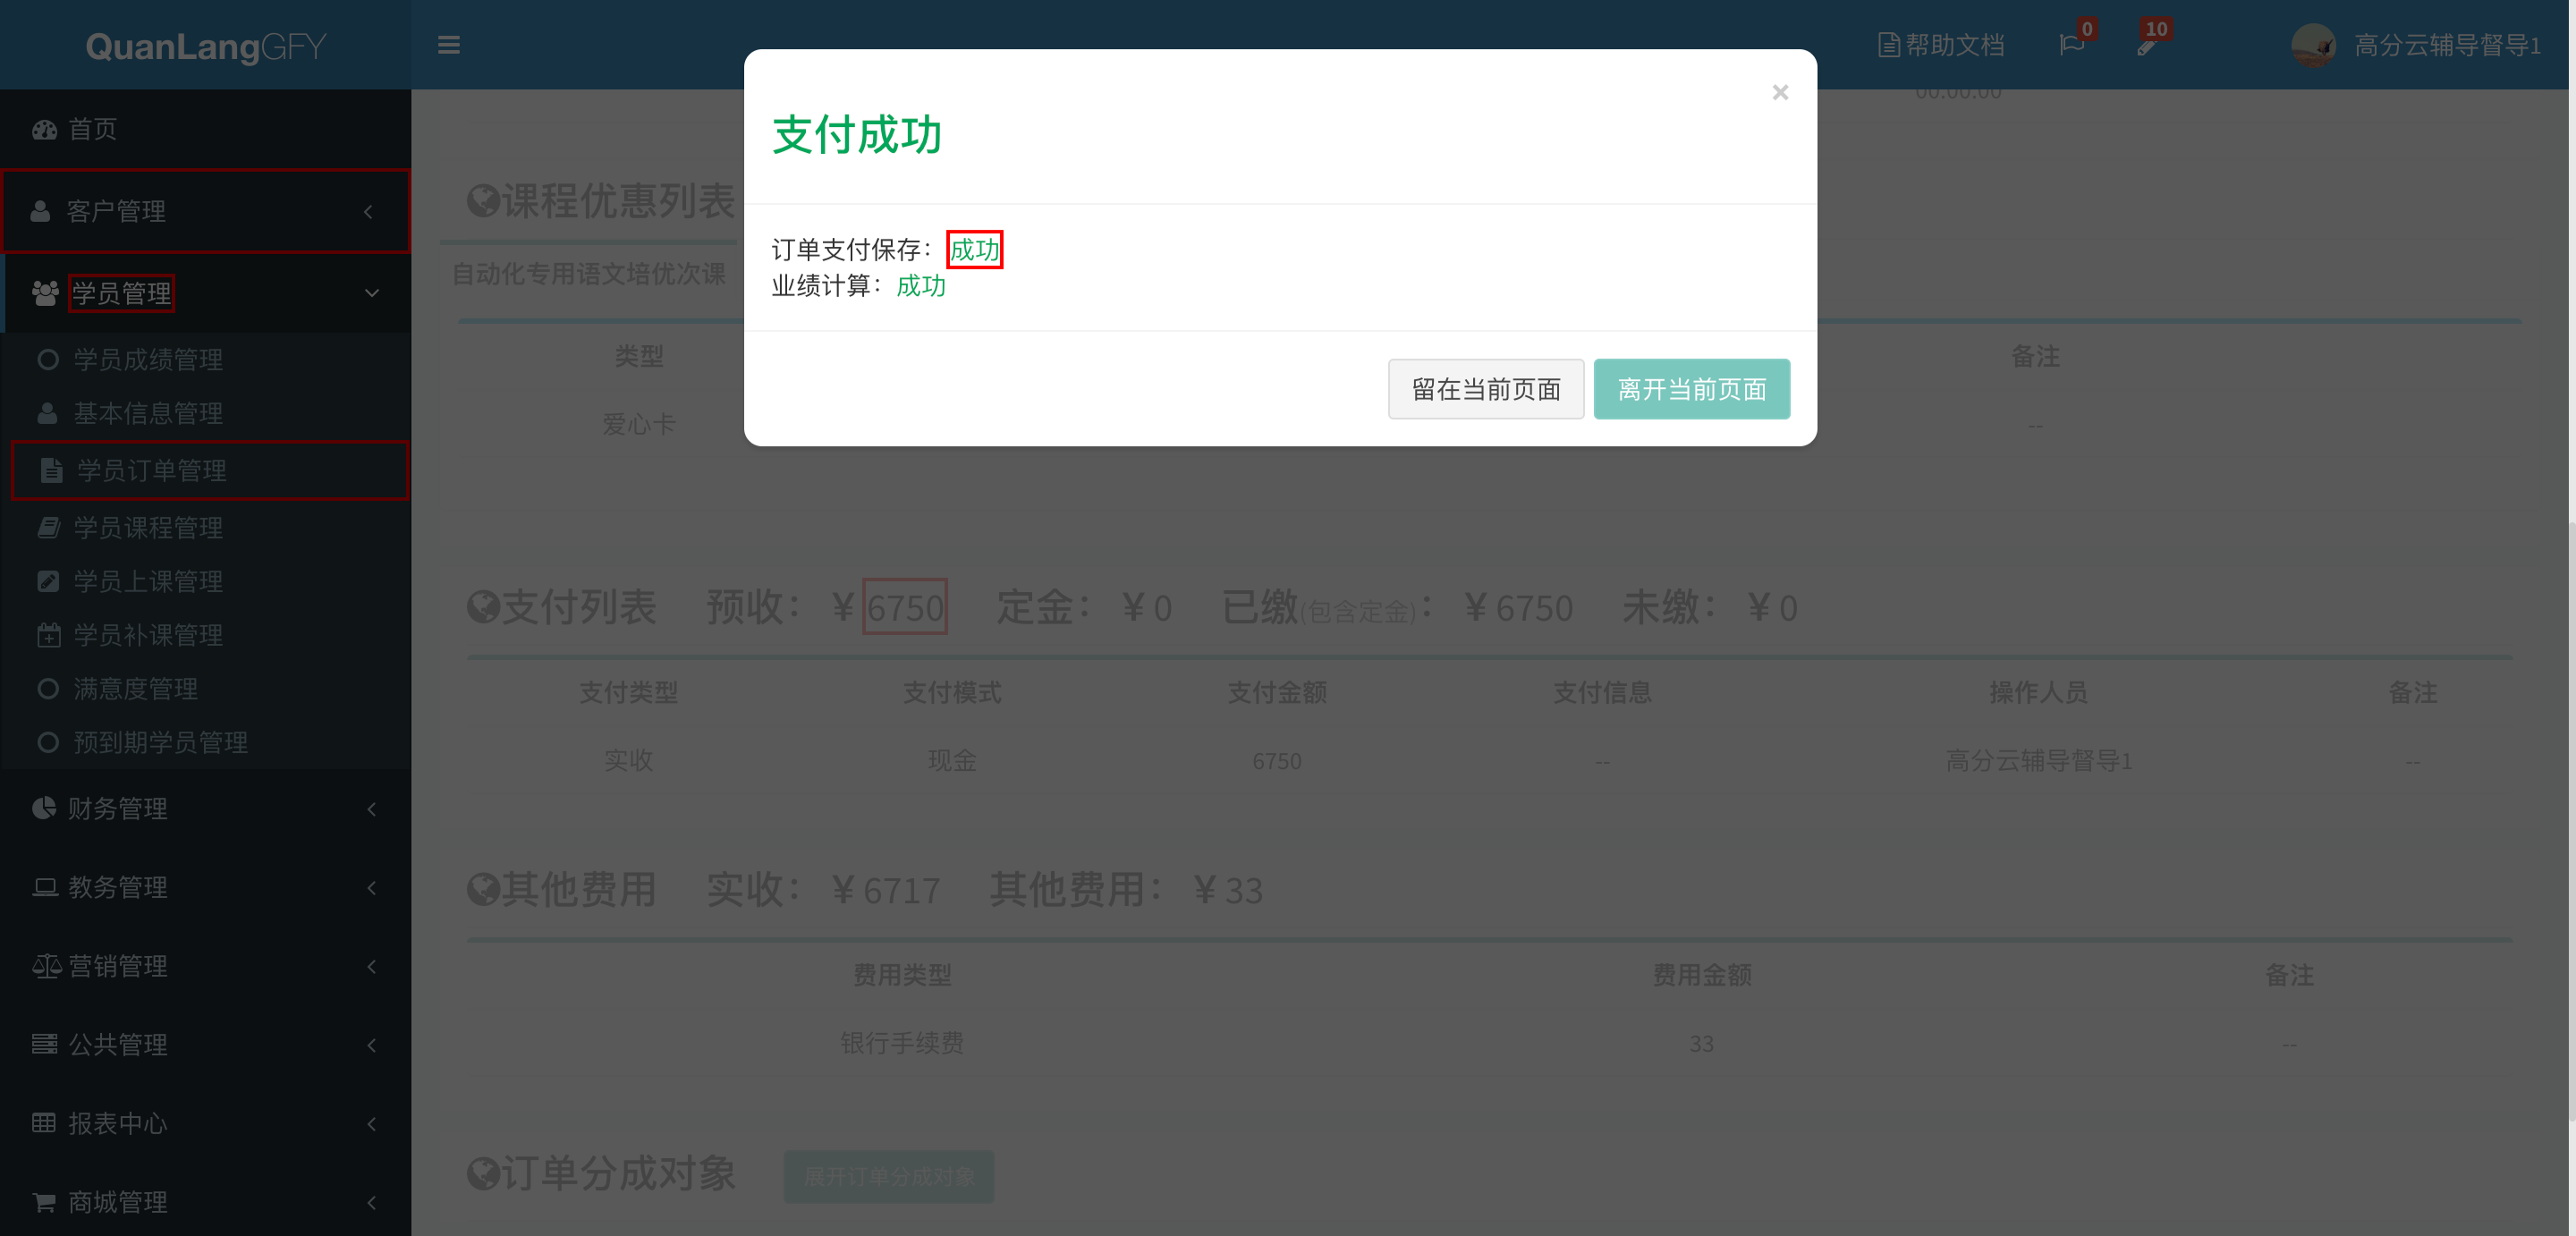 QuanLangGFY
帮助文档
0
10
高分云辅导督导1
首页
客户管理
学员管理
学员成绩管理
基本信息管理
学员订单管理
学员课程管理
学员上课管理
学员补课管理
满意度管理
预到期学员管理
财务管理
教务管理
营销管理
公共管理
报表中心
商城管理
×
支付成功
订单支付保存：成功
业绩计算：成功
留在当前页面 离开当前页面
00:00:00
课程优惠列表
自动化专用语文培优次课
类型 备注
爱心卡 --
支付列表 预收：¥ 6750 定金：¥ 0 已缴(包含定金)：¥ 6750 未缴：¥ 0
支付类型 支付模式 支付金额 支付信息 操作人员 备注
实收 现金 6750 -- 高分云辅导督导1 --
其他费用 实收：¥ 6717 其他费用：¥ 33
费用类型 费用金额 备注
银行手续费 33 --
订单分成对象 展开订单分成对象